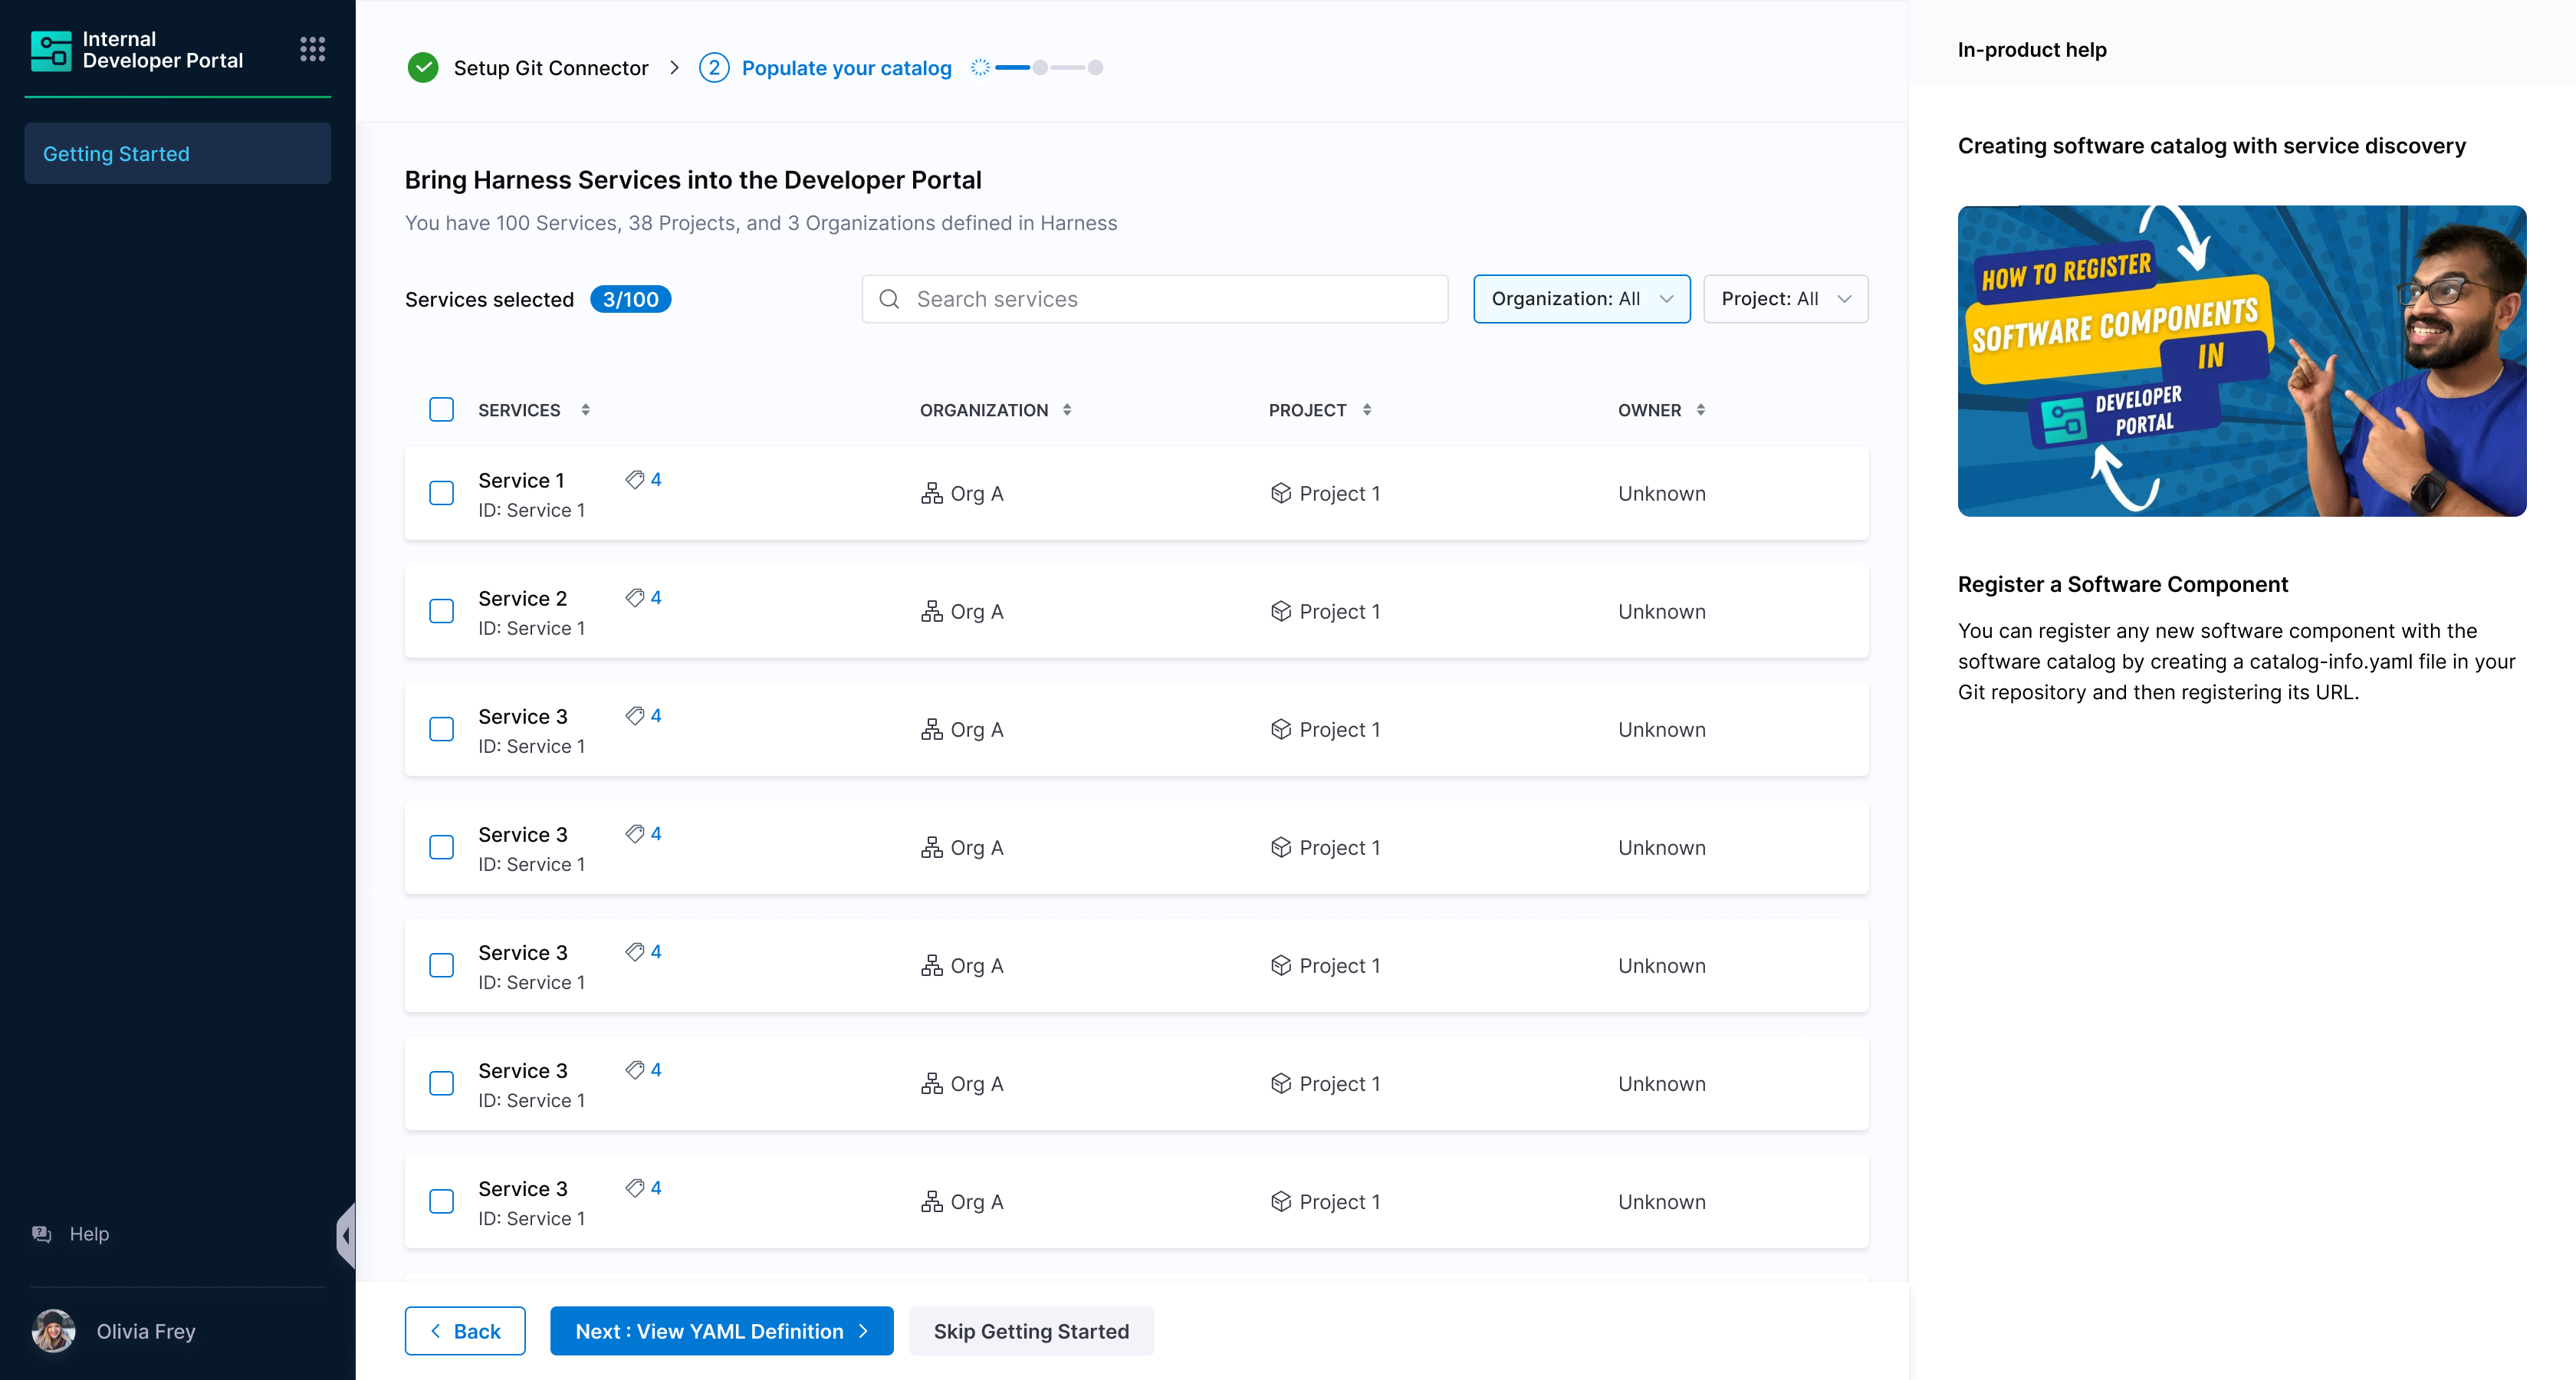 Internal
Developer Portal
Getting Started
Help
Olivia Frey
Setup Git Connector
2
Populate your catalog
Bring Harness Services into the Developer Portal
You have 100 Services, 38 Projects, and 3 Organizations defined in Harness
Services selected 3/100
Search services
Organization: All
Project: All
SERVICES ORGANIZATION PROJECT OWNER
Service 1 4
ID: Service 1
Org A Project 1 Unknown
Service 2 4
ID: Service 1
Org A Project 1 Unknown
Service 3 4
ID: Service 1
Org A Project 1 Unknown
Service 3 4
ID: Service 1
Org A Project 1 Unknown
Service 3 4
ID: Service 1
Org A Project 1 Unknown
Service 3 4
ID: Service 1
Org A Project 1 Unknown
Service 3 4
ID: Service 1
Org A Project 1 Unknown
Back
Next : View YAML Definition
Skip Getting Started
In-product help
Creating software catalog with service discovery
HOW TO REGISTER
SOFTWARE COMPONENTS
IN
DEVELOPER
PORTAL
Register a Software Component
You can register any new software component with the
software catalog by creating a catalog-info.yaml file in your
Git repository and then registering its URL.